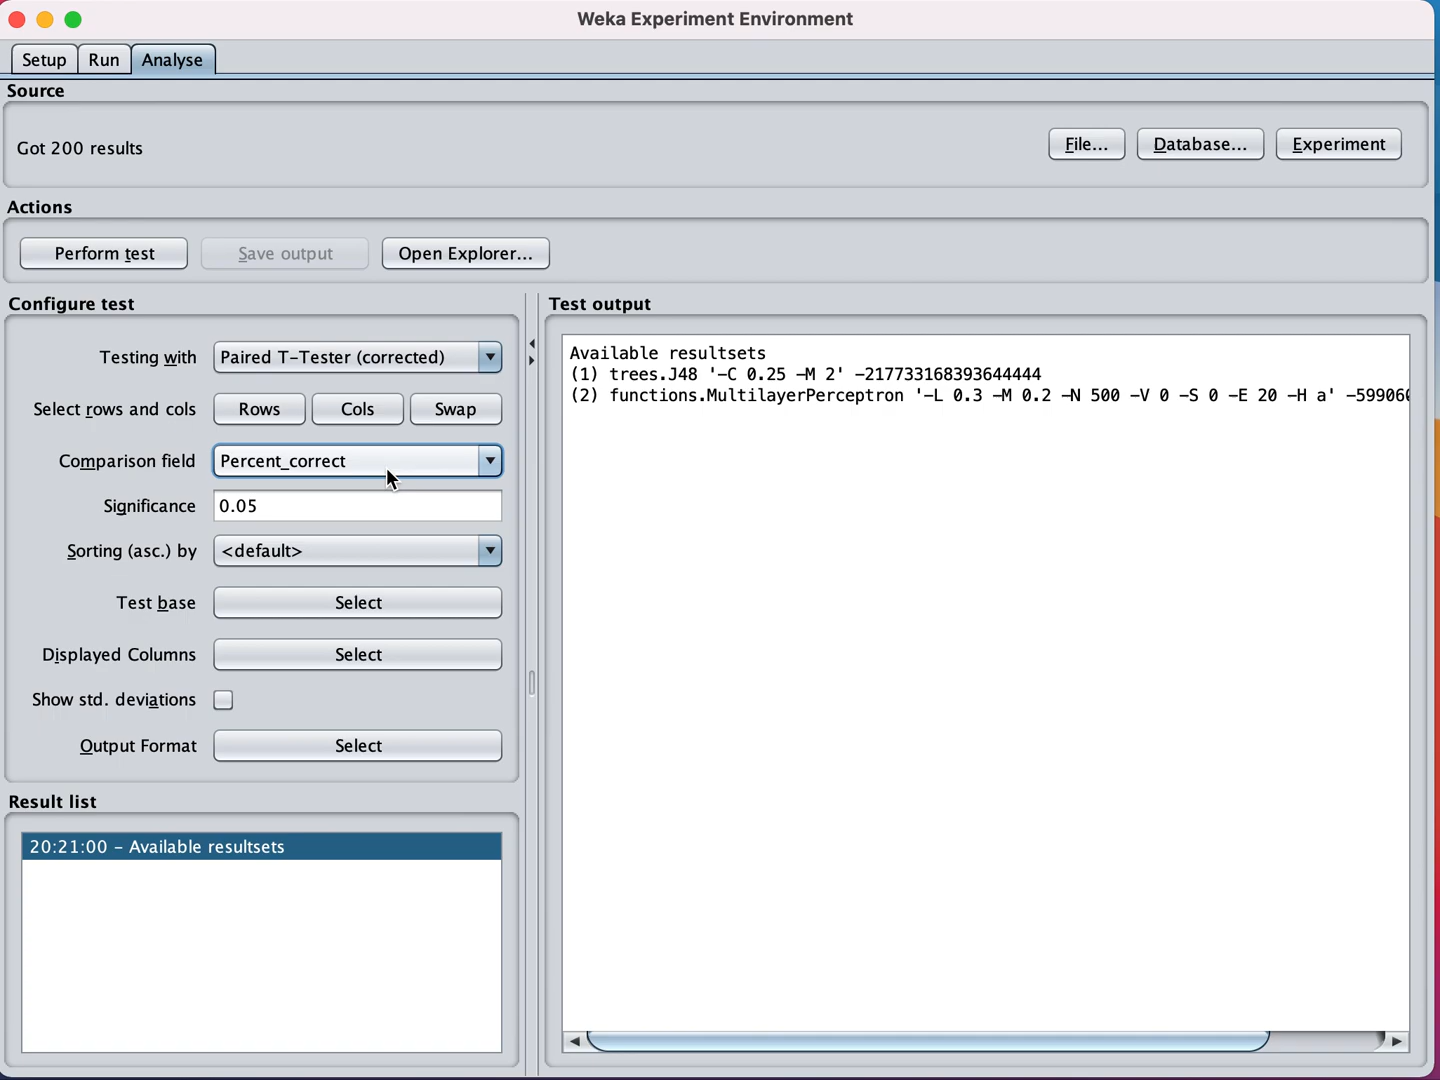 Weka Experiment Environment
Setup Run Analyse
Source
Got 200 results
File... Database... Experiment
Actions
Perform test Save output Open Explorer...
Configure test
Testing with Paired T-Tester (corrected)
Select rows and cols Rows Cols Swap
Comparison field Percent_correct
Significance 0.05
Sorting (asc.) by <default>
Test base Select
Displayed Columns Select
Show std. deviations
Output Format Select
Result list
20:21:00 - Available resultsets
Test output
Available resultsets
(1) trees.J48 '-C 0.25 -M 2' -217733168393644444
(2) functions.MultilayerPerceptron '-L 0.3 -M 0.2 -N 500 -V 0 -S 0 -E 20 -H a' -599060